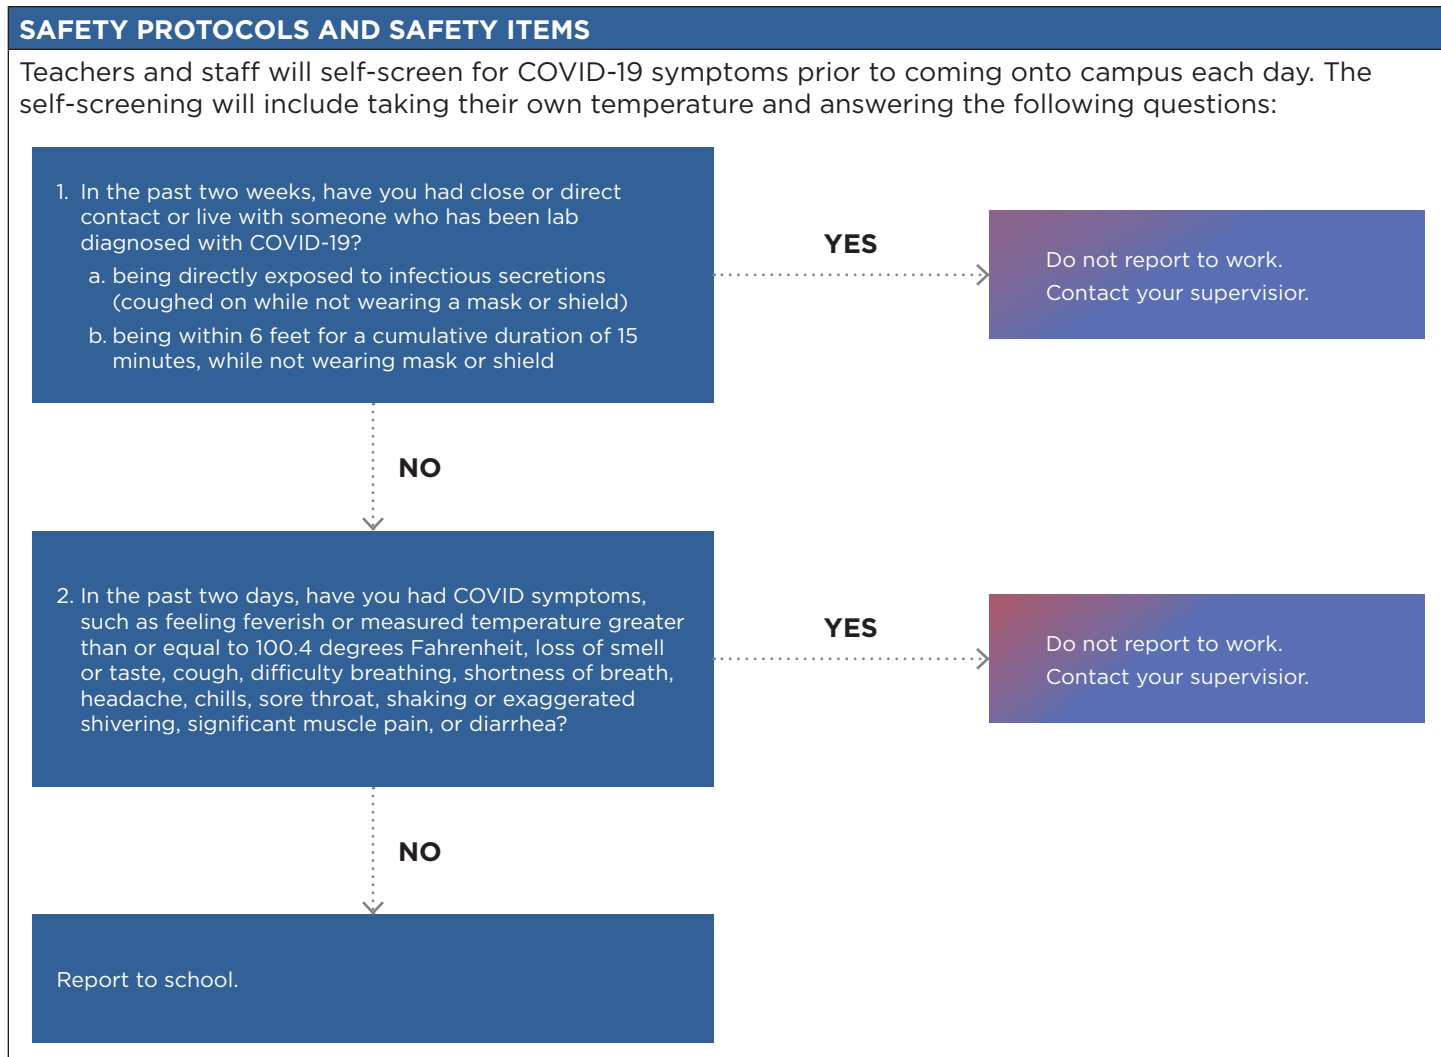 SAFETY PROTOCOLS AND SAFETY ITEMS
Teachers and staff will self-screen for COVID-19 symptoms prior to coming onto campus each day. The
self-screening will include taking their own temperature and answering the following questions:
1. In the past two weeks, have you had close or direct
contact or live with someone who has been lab
diagnosed with COVID-19?
a. being directly exposed to infectious secretions
(coughed on while not wearing a mask or shield)
b. being within 6 feet for a cumulative duration of 15
minutes, while not wearing mask or shield
YES
Do not report to work.
Contact your supervisior.
NO
2. In the past two days, have you had COVID symptoms,
such as feeling feverish or measured temperature greater
than or equal to 100.4 degrees Fahrenheit, loss of smell
or taste, cough, difficulty breathing, shortness of breath,
headache, chills, sore throat, shaking or exaggerated
shivering, significant muscle pain, or diarrhea?
YES
Do not report to work.
Contact your supervisior.
NO
Report to school.